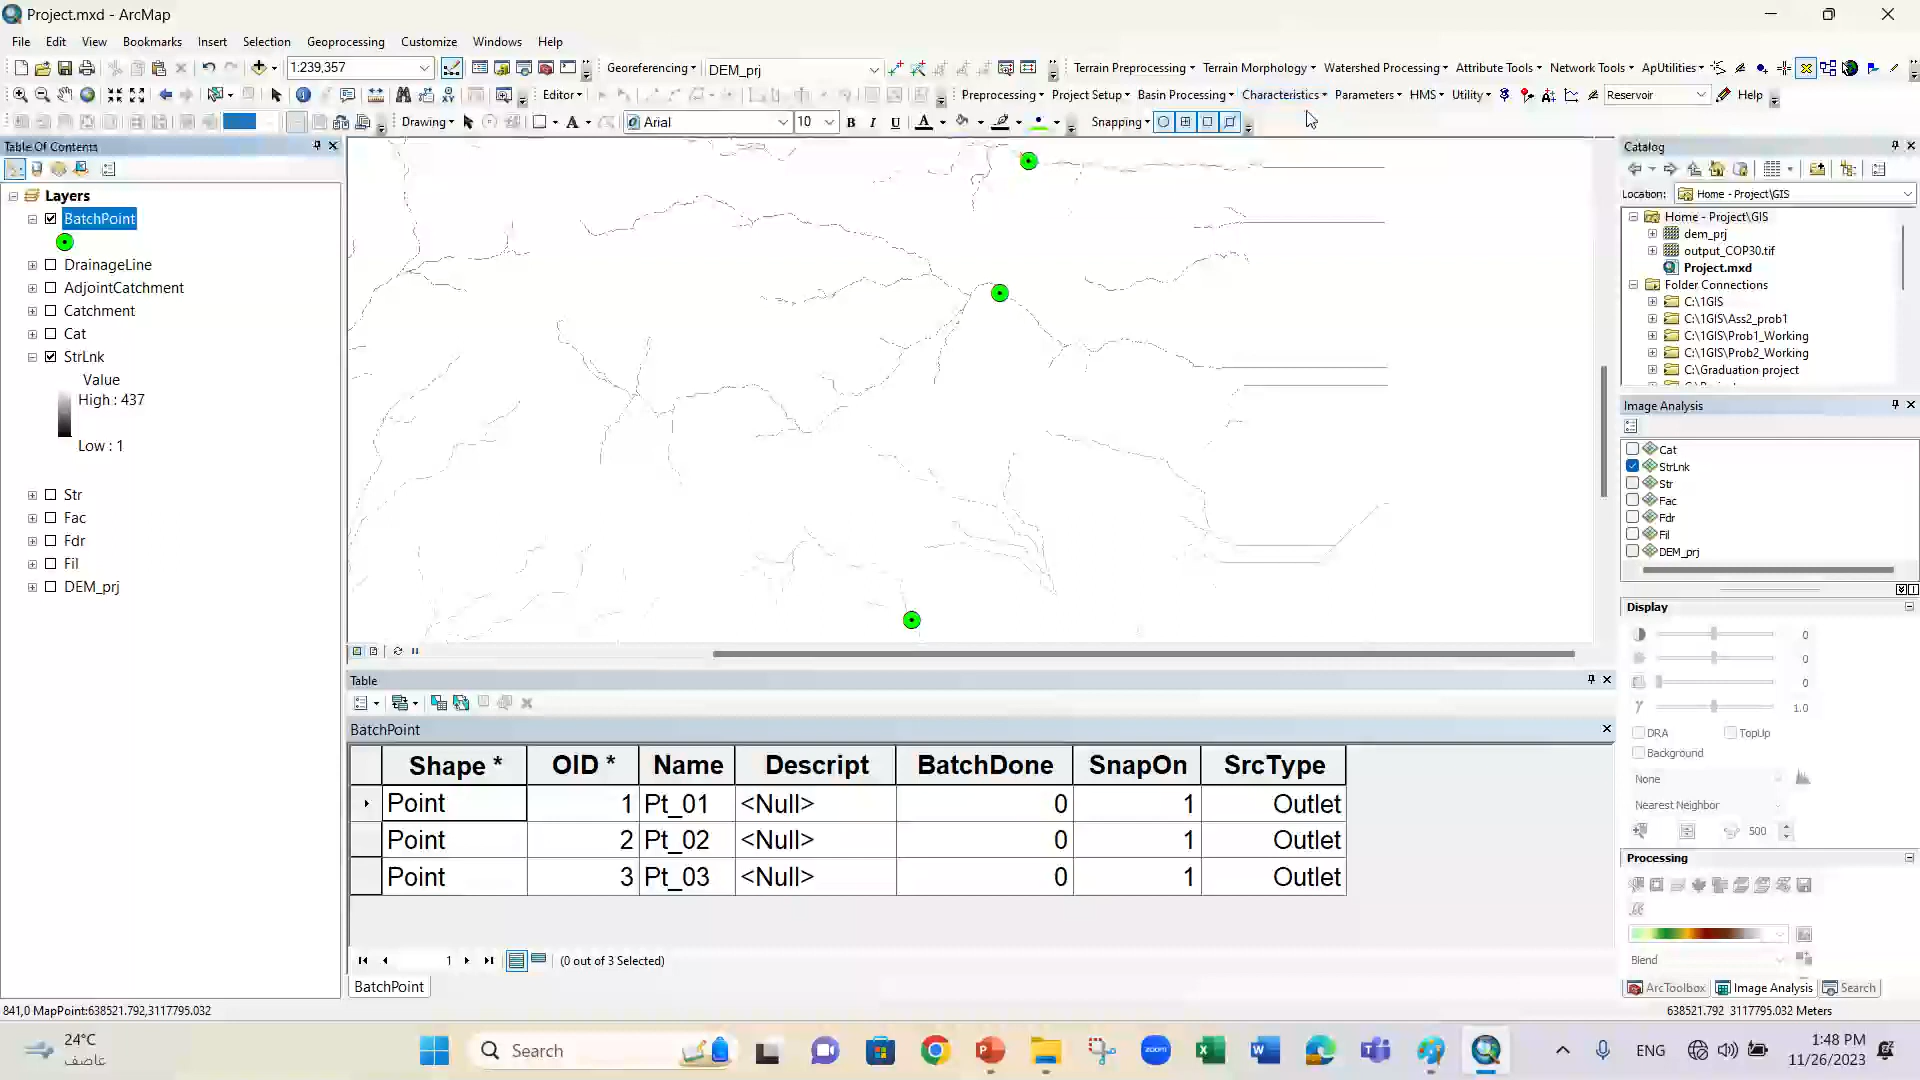 Project.mxd - ArcMap
File Edit View Bookmarks Insert Selection Geoprocessing Customize Windows Help
1:239,357 Georeferencing DEM_prj Terrain Preprocessing Terrain Morphology Watershed Processing Attribute Tools Network Tools ApUtilities
Editor Preprocessing Project Setup Basin Processing Characteristics Parameters HMS Utility Reservoir Help
Drawing Arial 10 B I U A Snapping
Table Of Contents
Layers
BatchPoint
DrainageLine
AdjointCatchment
Catchment
Cat
StrLnk
Value
High : 437
Low : 1
Str
Fac
Fdr
Fil
DEM_prj
Catalog
Location: Home - Project\GIS
Home - Project\GIS
dem_prj
output_COP30.tif
Project.mxd
Folder Connections
C:\1GIS
C:\1GIS\Ass2_prob1
C:\1GIS\Prob1_Working
C:\1GIS\Prob2_Working
C:\Graduation project
Image Analysis
Cat
StrLnk
Str
Fac
Fdr
Fil
DEM_prj
Display
0
0
0
1.0
DRA TopUp
Background
None
Nearest Neighbor
500
Processing
Blend
ArcToolbox Image Analysis Search
Table
BatchPoint
Shape * OID * Name Descript BatchDone SnapOn SrcType
Point 1 Pt_01 <Null> 0 1 Outlet
Point 2 Pt_02 <Null> 0 1 Outlet
Point 3 Pt_03 <Null> 0 1 Outlet
1 (0 out of 3 Selected)
BatchPoint
841,0 MapPoint:638521.792,3117795.032
638521.792 3117795.032 Meters
24°C
عاصف
Search
zoom
ENG
1:48 PM
11/26/2023